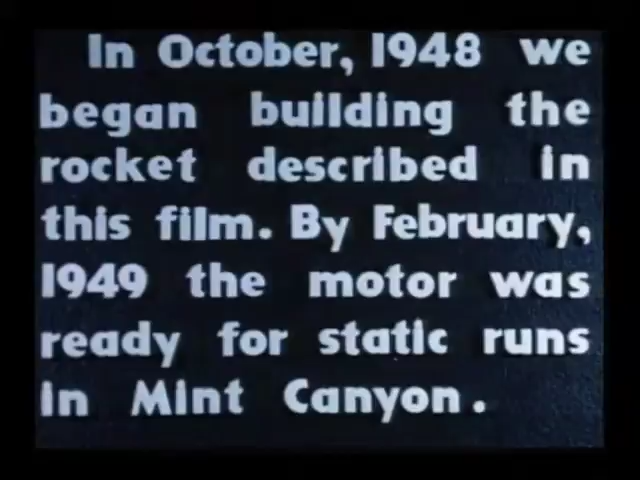 In October, 1948 we
began building the
rocket described in
this film. By February,
1949 the motor was
ready for static runs
in Mint Canyon.